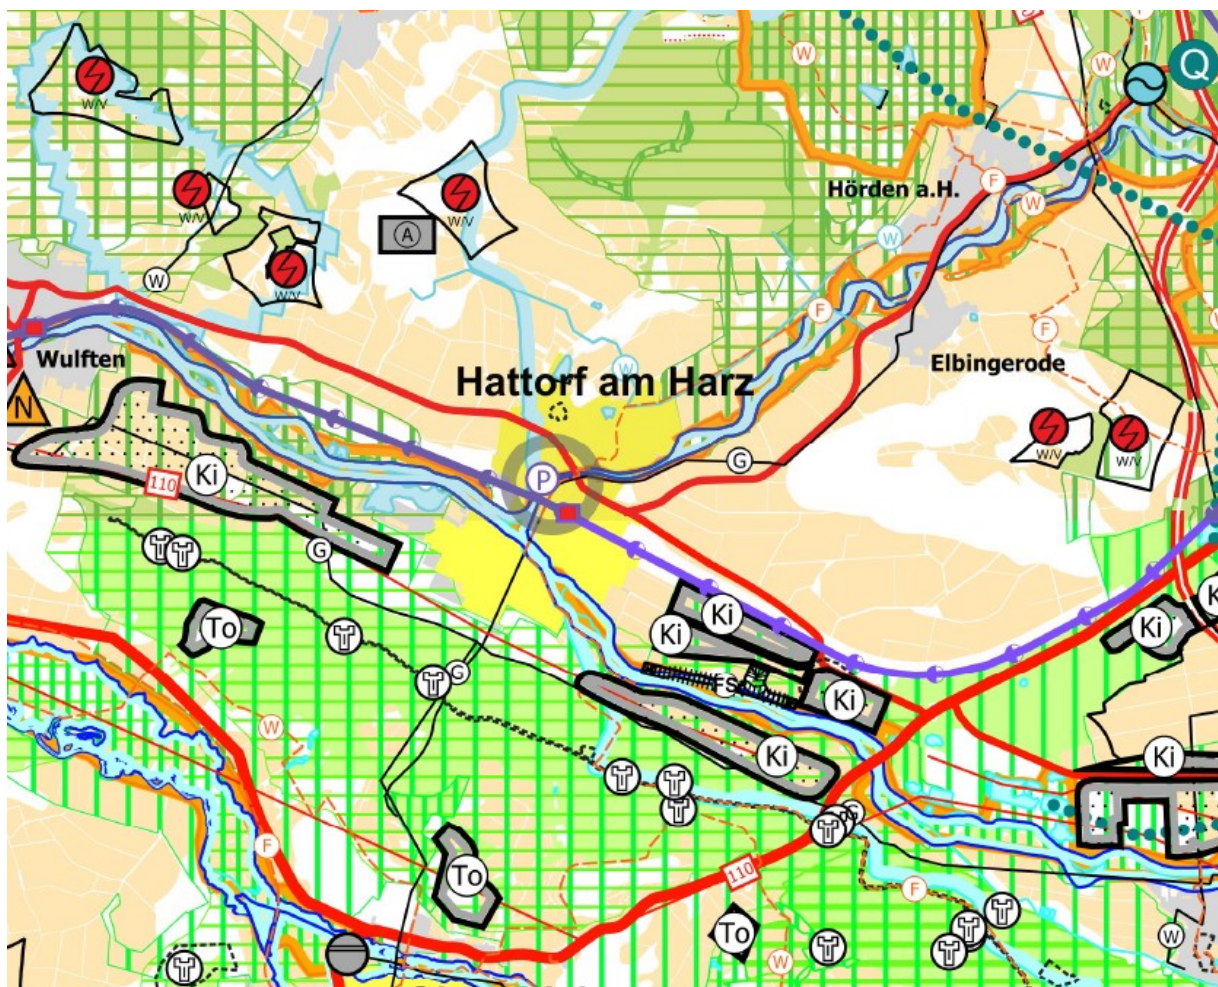 W
Q
W/V
F
W/V
W/V
Hörden a.H.
F
W
A
W/V
W
W
F
F
Wulften
Elbingerode
W
Hattorf am Harz
N
W/V
W/V
G
Ki
P
110
G
Ki
Ki
To
Ki
G
FS
Ki
W
Ki
Ki
G
F
110
To
F
To
W
W